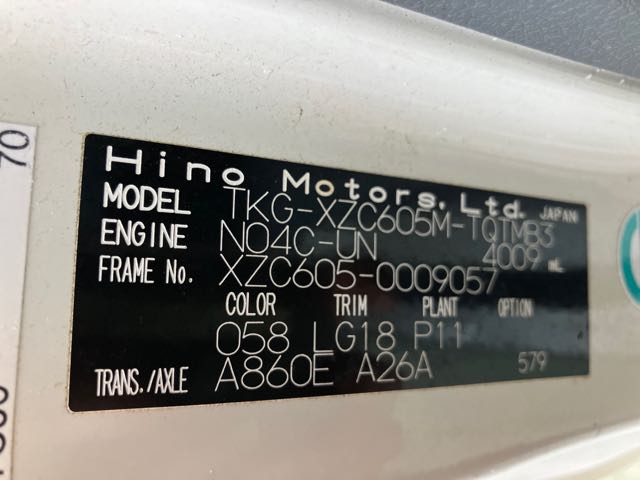 Hino Motors, Ltd. JAPAN
MODEL TKG-XZC605M-TQTMB3
ENGINE N04C-UN 4009 mL
FRAME No. XZC605-0009057
COLOR TRIM PLANT OPTION
058 LG18 P11
TRANS./AXLE A860E A26A 579
70